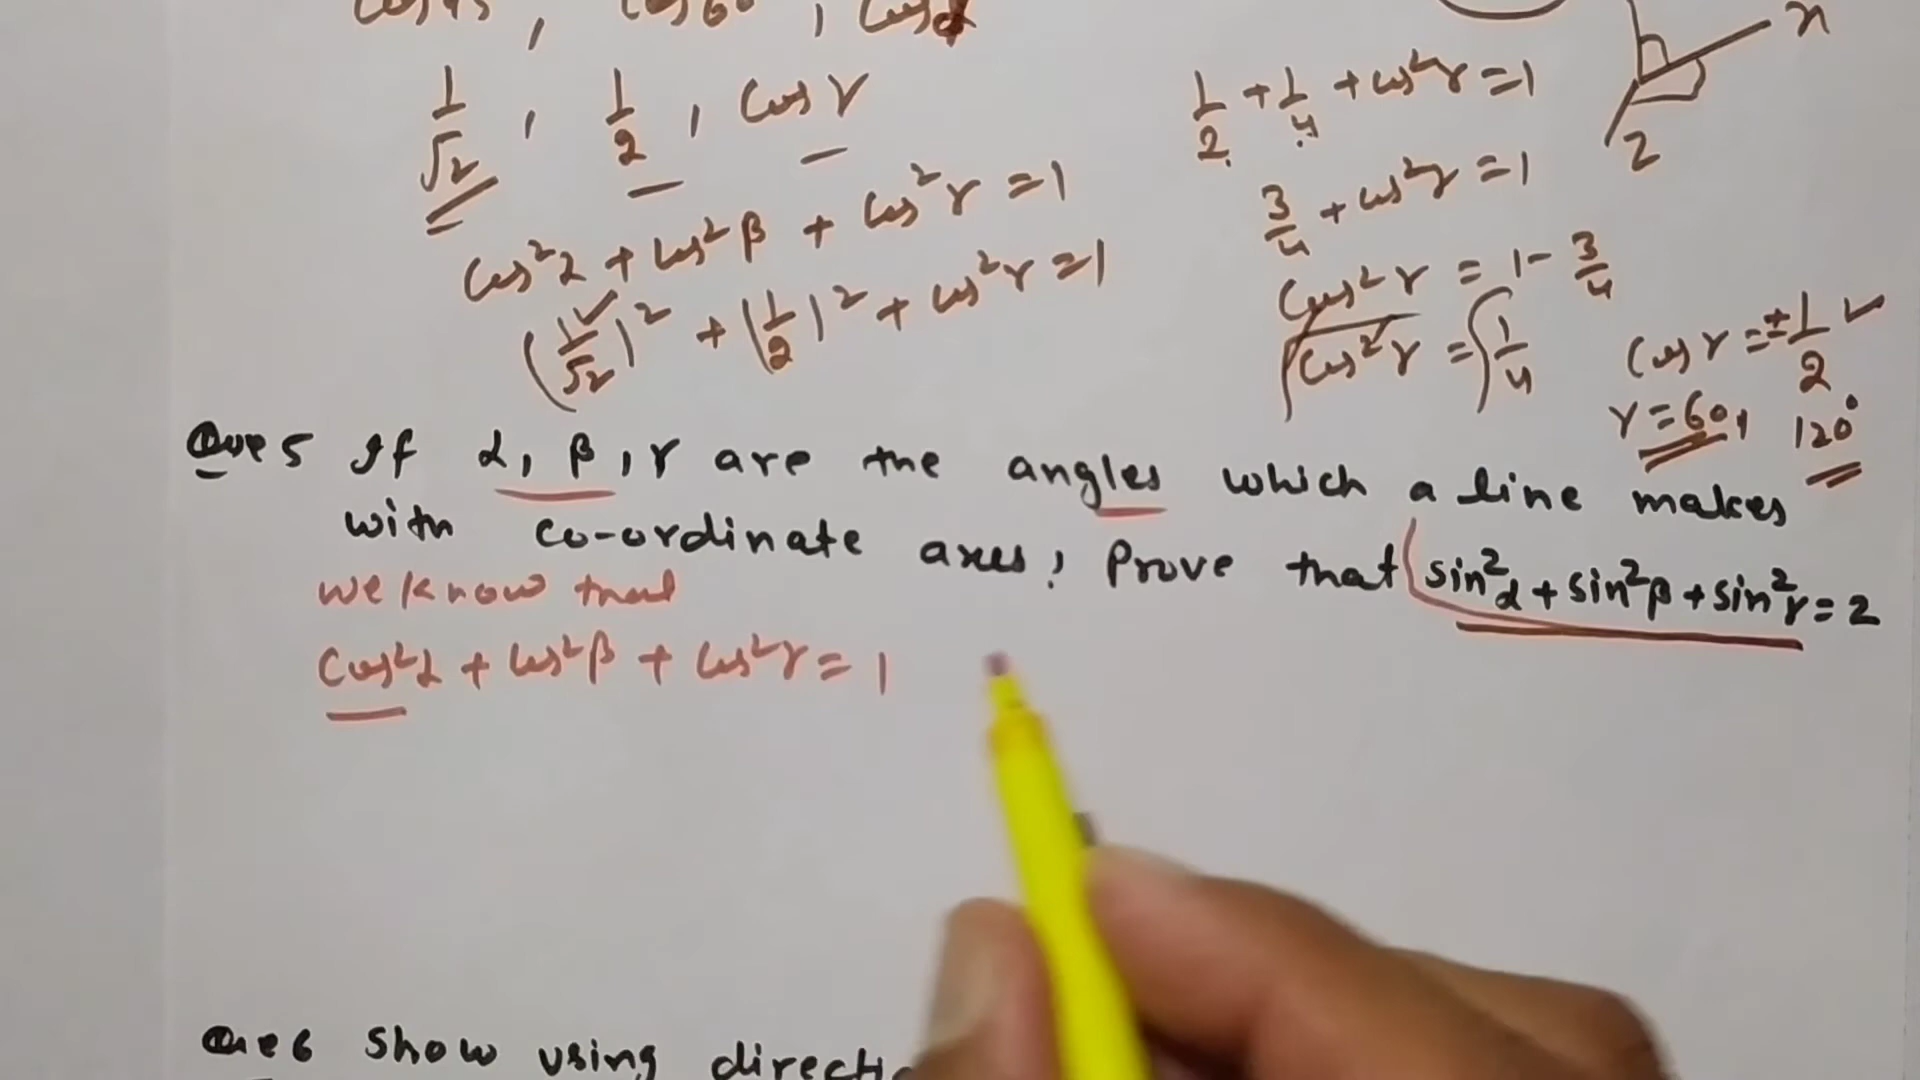 1/√2 , 1/2 , Cos γ
Cos²α + Cos²β + Cos²γ = 1
(1/√2)² + (1/2)² + Cos²γ = 1
x
z
1/2 + 1/4 + Cos²γ = 1
3/4 + Cos²γ = 1
Cos²γ = 1 - 3/4
Cos²γ = 1/4
Cos γ = ± 1/2
γ = 60, 120°
Que 5 If α, β, γ are the angles which a line makes
with co-ordinate axes, Prove that sin²α + sin²β + sin²γ = 2
we know that
Cos²α + Cos²β + Cos²γ = 1
Que 6 Show using